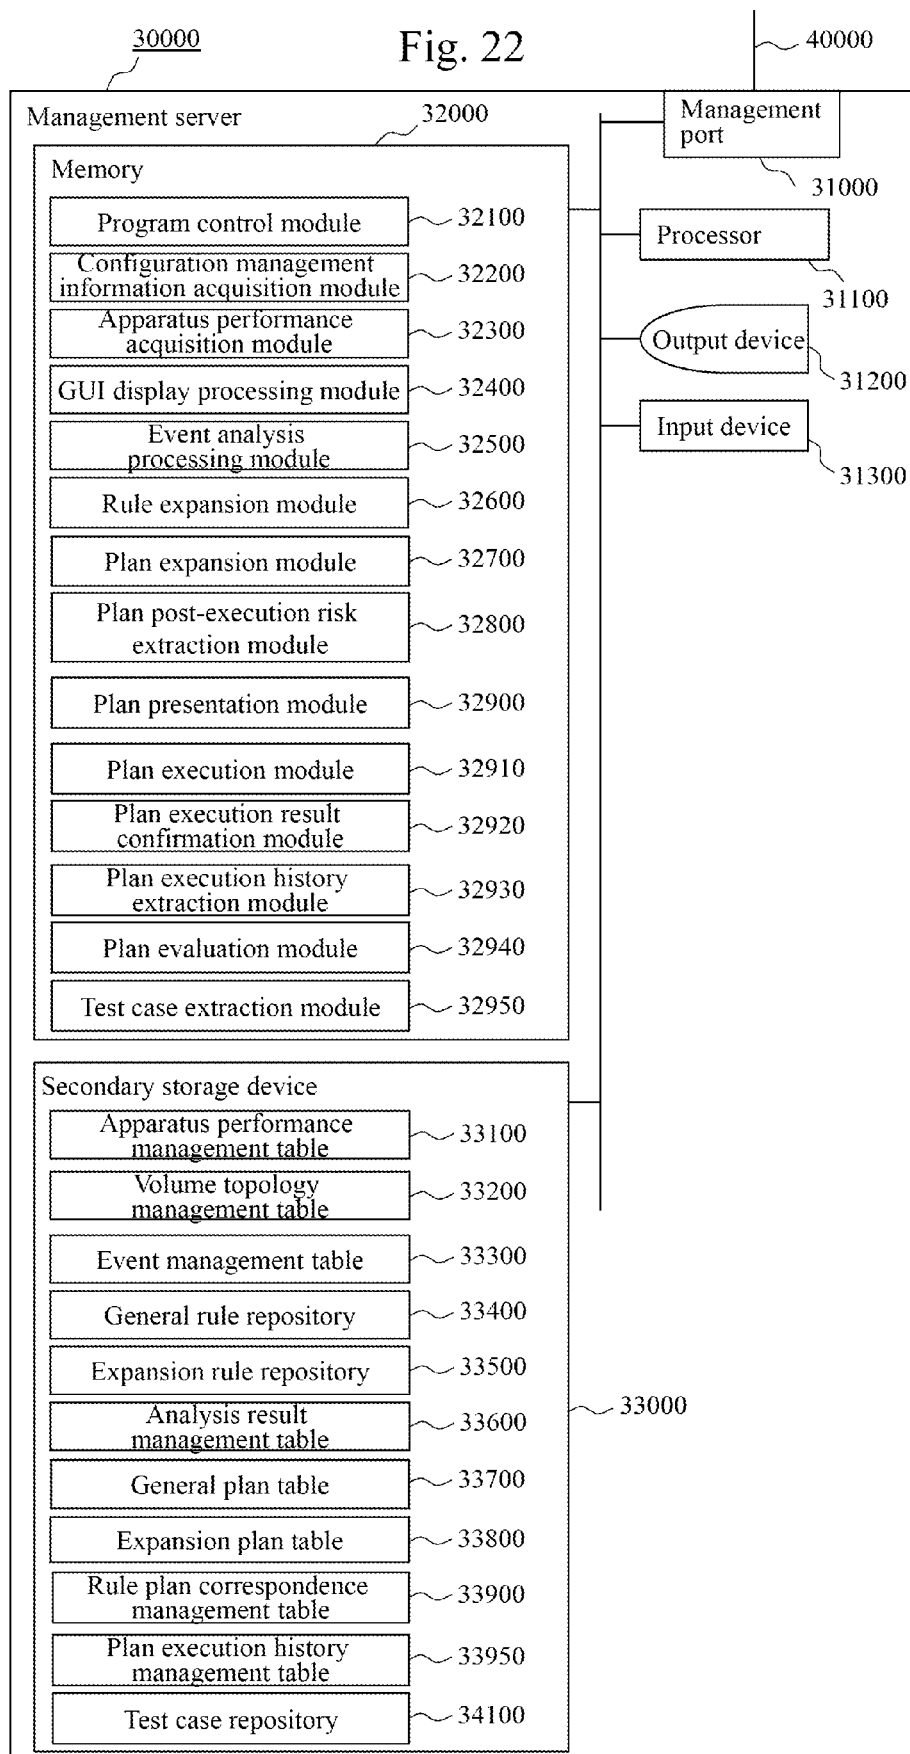 30000
Fig. 22
40000
Management server
32000
Management
port
31000
Memory
Program control module
32100
Configuration management
information acquisition module
32200
Apparatus performance
acquisition module
32300
GUI display processing module
32400
Event analysis
processing module
32500
Rule expansion module
32600
Plan expansion module
32700
Plan post-execution risk
extraction module
32800
Plan presentation module
32900
Plan execution module
32910
Plan execution result
confirmation module
32920
Plan execution history
extraction module
32930
Plan evaluation module
32940
Test case extraction module
32950
Processor
31100
Output device
31200
Input device
31300
Secondary storage device
Apparatus performance
management table
33100
Volume topology
management table
33200
Event management table
33300
General rule repository
33400
Expansion rule repository
33500
Analysis result
management table
33600
33000
General plan table
33700
Expansion plan table
33800
Rule plan correspondence
management table
33900
Plan execution history
management table
33950
Test case repository
34100